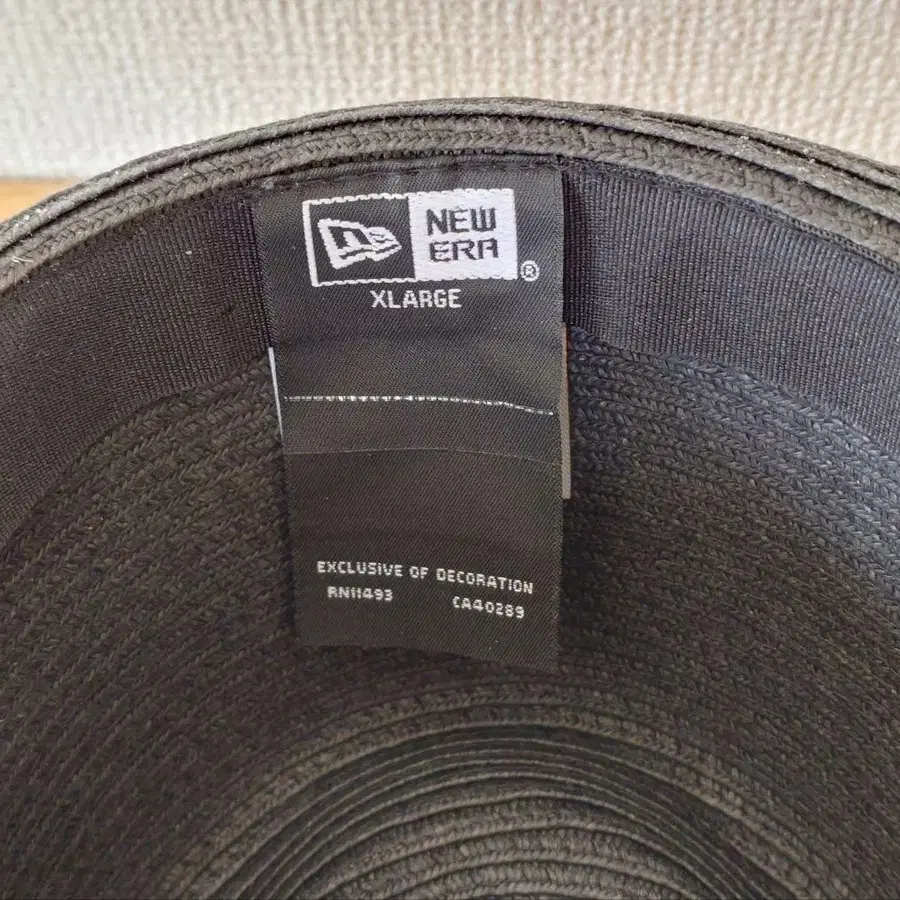 NEW
ERA
®
XLARGE
EXCLUSIVE OF DECORATION
RN11493 CA40289